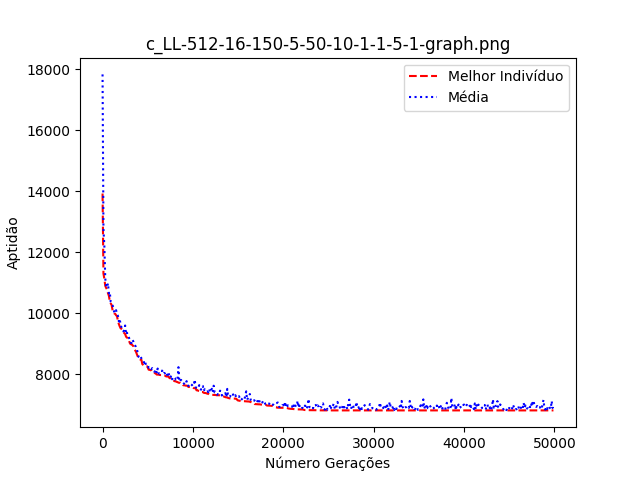 c_LL-512-16-150-5-50-10-1-1-5-1-graph.png
18000
16000
14000
12000
10000
8000
Aptidão
Melhor Indivíduo
Média
0
10000
20000
30000
40000
50000
Número Gerações